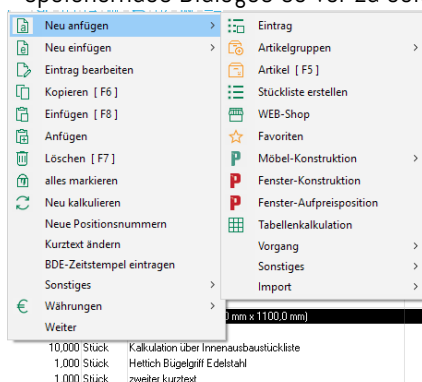 Neu anfügen
Neu einfügen
Eintrag bearbeiten
Kopieren [ F6 ]
Einfügen [ F8 ]
Anfügen
Löschen [ F7 ]
alles markieren
Neu kalkulieren
Neue Positionsnummern
Kurztext ändern
BDE-Zeitstempel eintragen
Sonstiges
Währungen
Weiter
Eintrag
Artikelgruppen
Artikel [ F5 ]
Stückliste erstellen
WEB-Shop
Favoriten
Möbel-Konstruktion
Fenster-Konstruktion
Fenster-Aufpreisposition
Tabellenkalkulation
Vorgang
Sonstiges
Import
mm x 1100,0 mm)
10,000 Stück Kalkulation über Innenausbaustückliste
1,000 Stück Hettich Bügelgriff Edelstahl
1,000 Stück zweiter kurztext